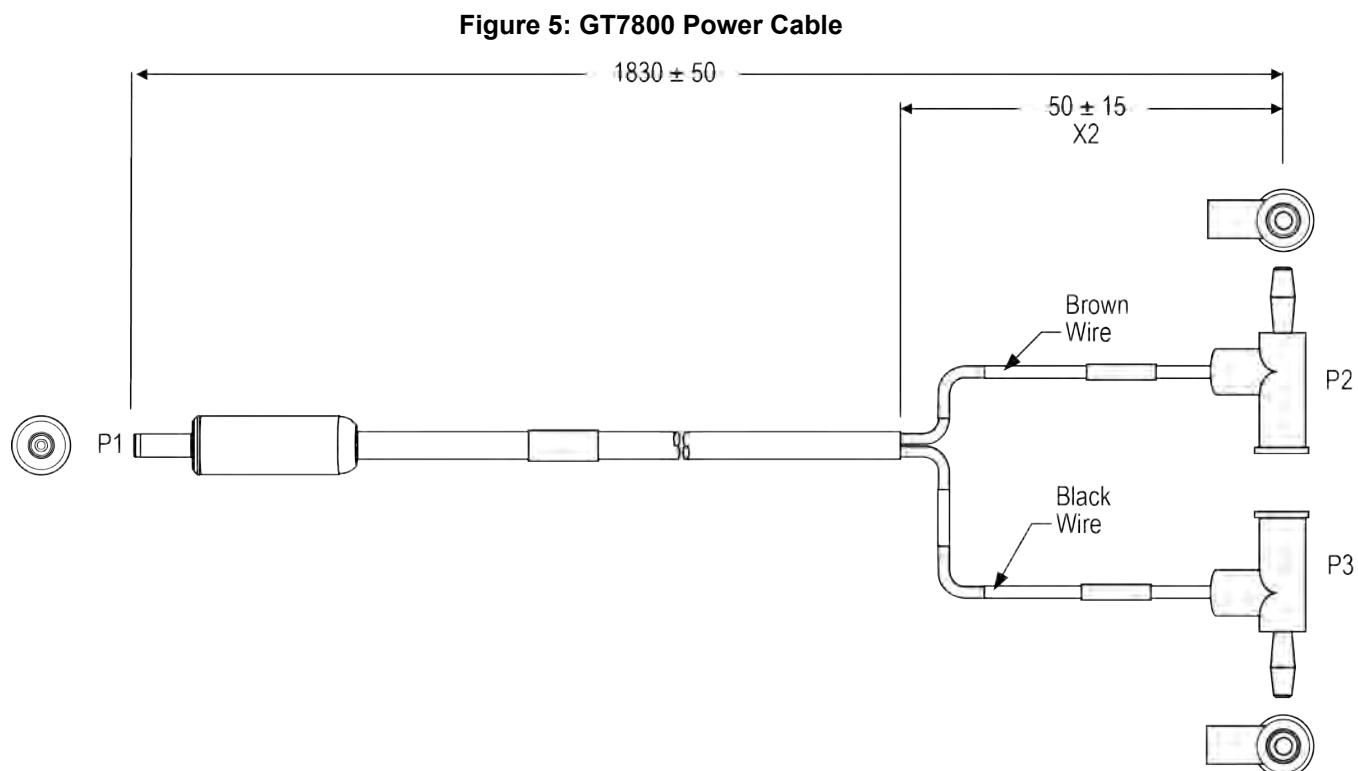 Figure 5: GT7800 Power Cable
1830 ± 50
50 ± 15
X2
Brown
Wire
P2
P1
Black
Wire
P3